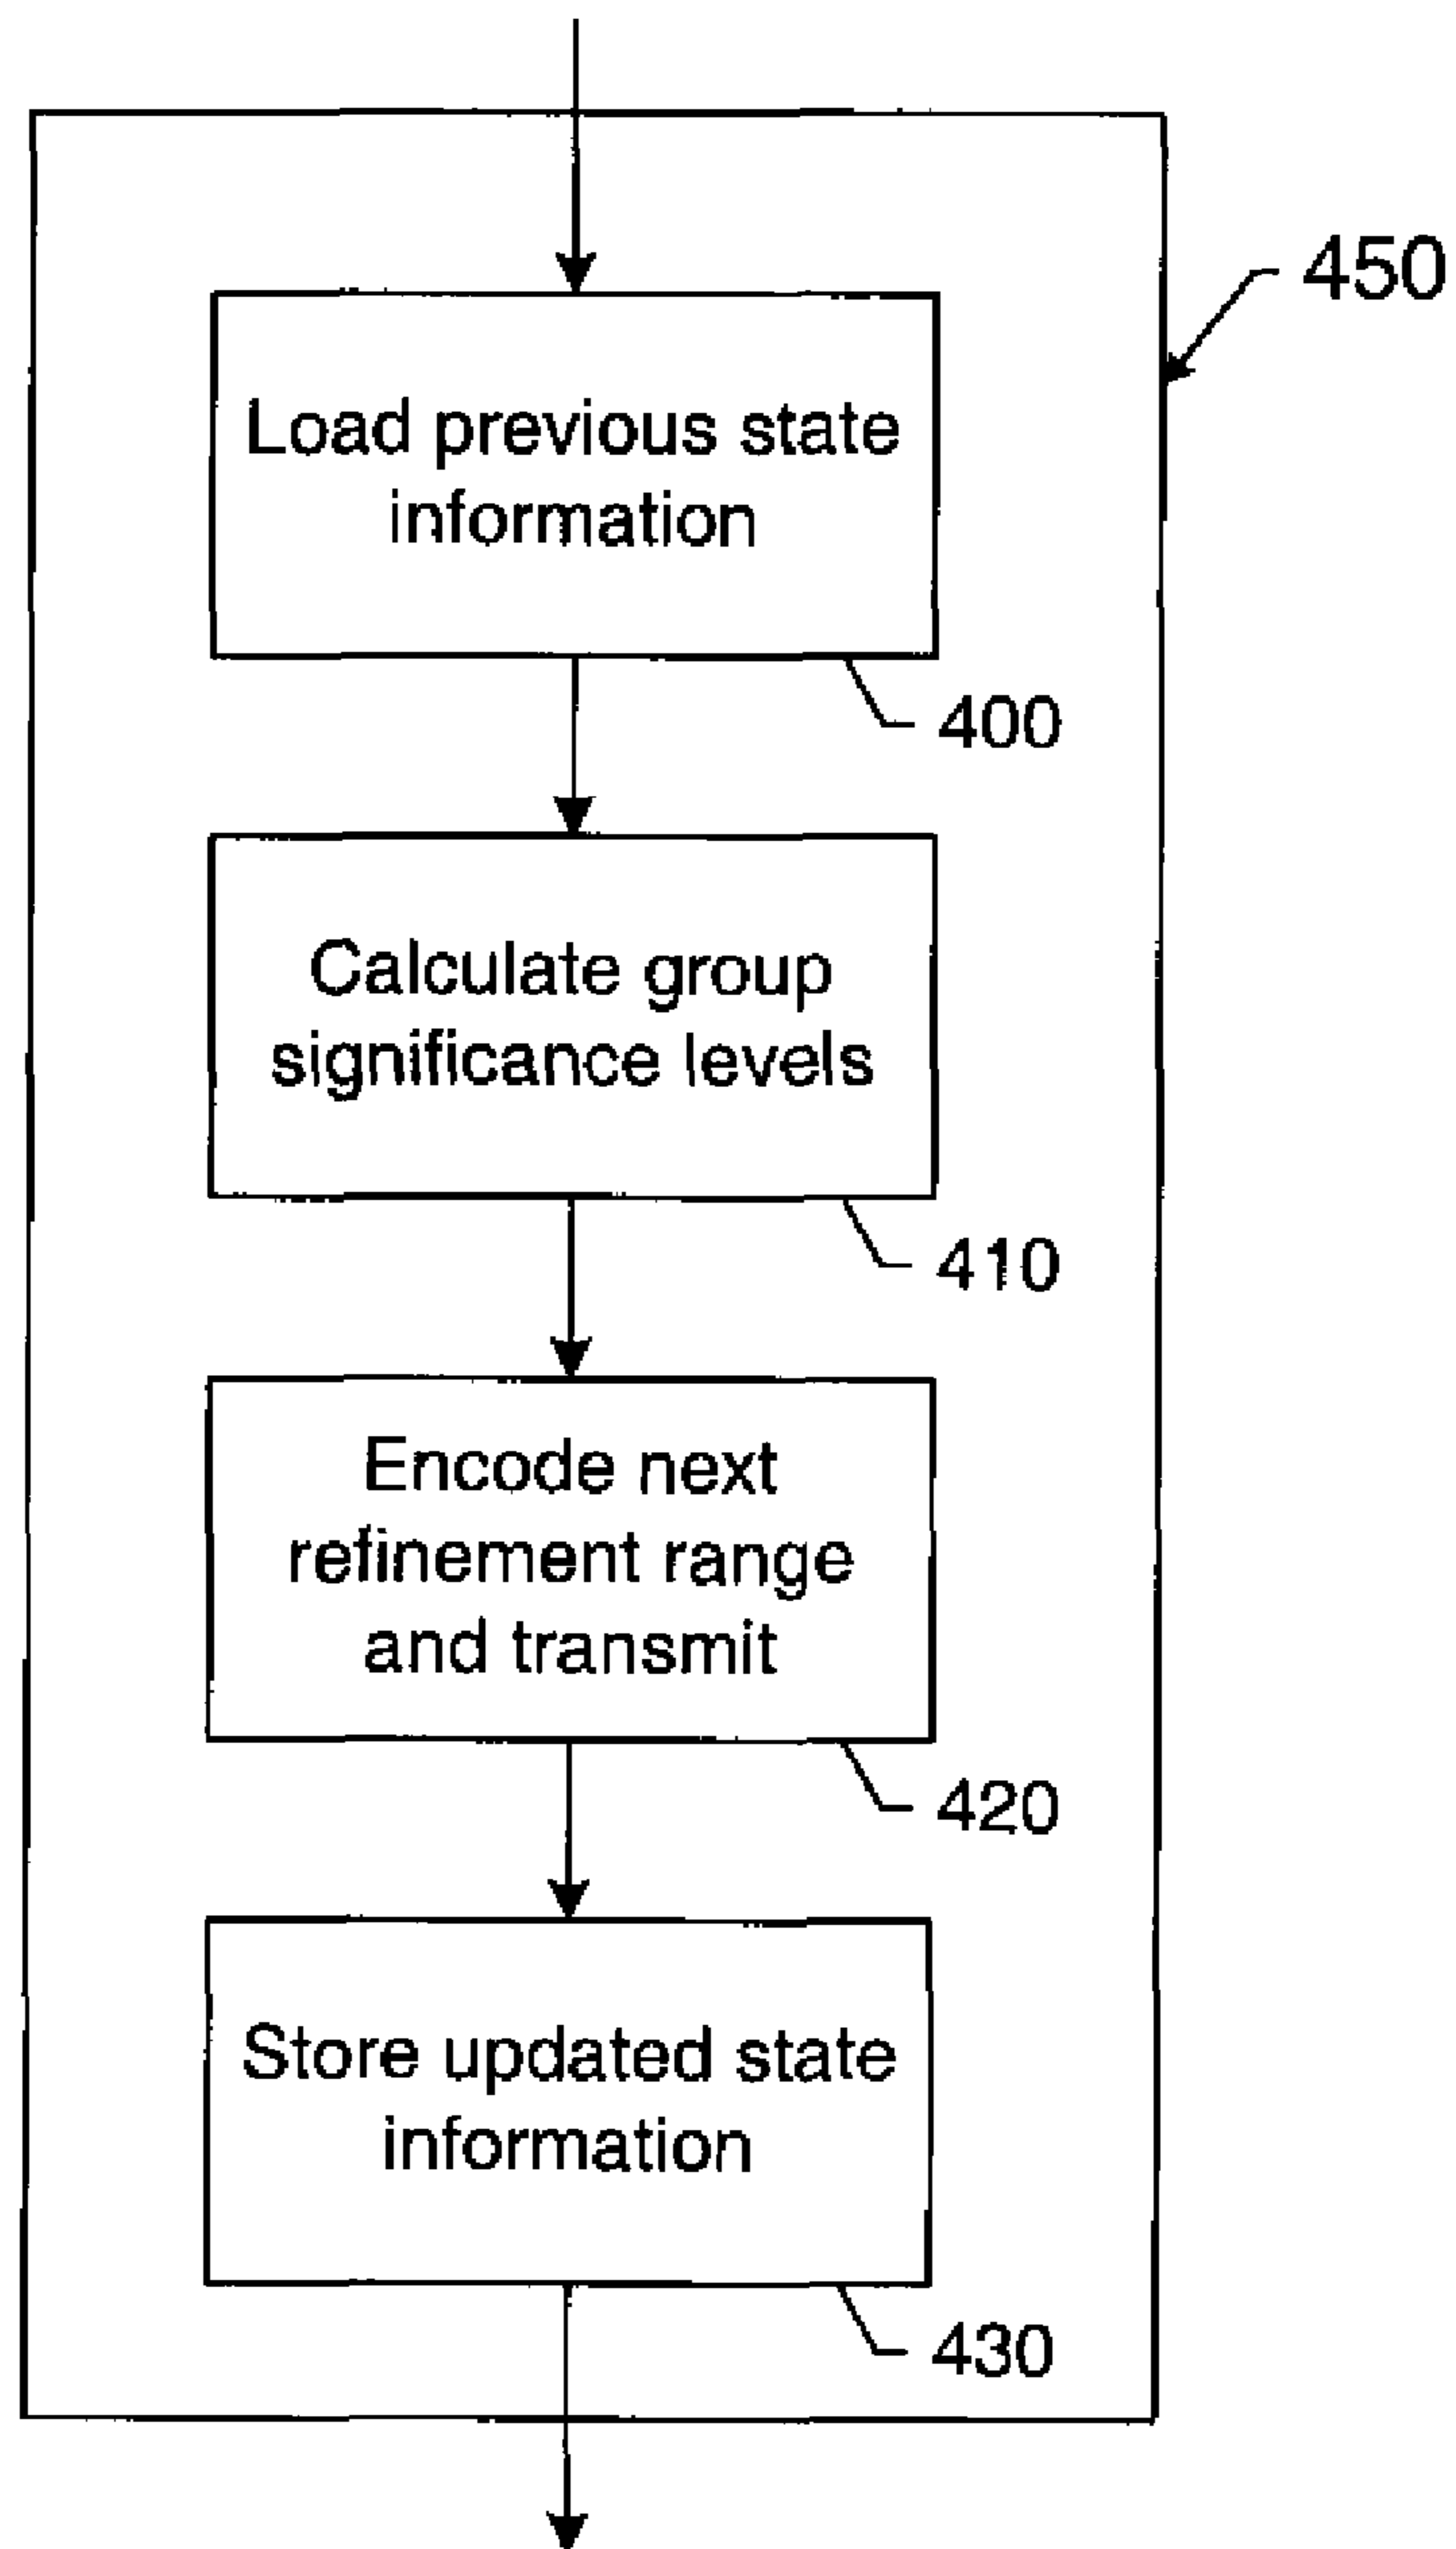 450
Load previous state
information
400
Calculate group
significance levels
410
Encode next
refinement range
and transmit
420
Store updated state
information
430